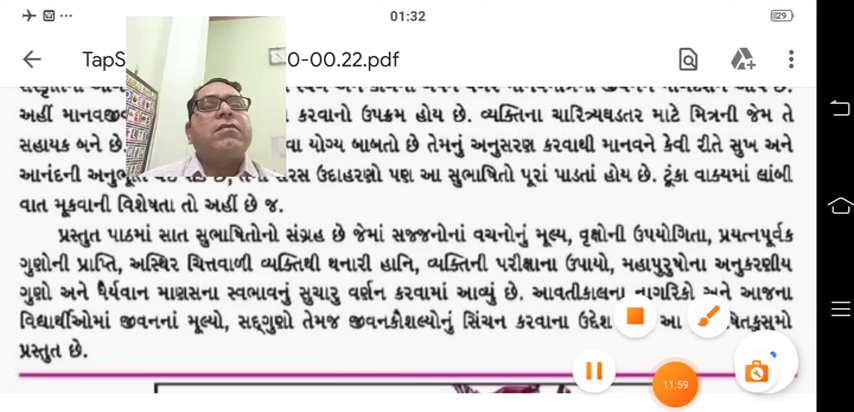 01:32
29
TapS 0-00.22.pdf
અહીં કરવાનો ઉપક્રમ હોય છે. વ્યક્તિના ચારિત્ર્યઘડતર માટે મિત્રની જેમ તે
સહાયક બને છે. યોગ્ય બાબતો છે તેમનું અનુસરણ કરવાથી માનવને કેવી રીતે સુખ અને
આનંદની ઉદાહરણો પણ આ સુભાષિતો પૂરાં પાડતાં હોય છે. ટૂંકા વાક્યમાં લાંબી
વાત મૂકવાની વિશેષતા તો અહીં છે જ.
પ્રસ્તુત પાઠમાં સાત સુભાષિતોનો સંગ્રહ છે જેમાં સજ્જનોનાં વચનોનું મૂલ્ય, વૃક્ષોની ઉપયોગિતા, પ્રયત્નપૂર્વક
ગુણોની પ્રાપ્તિ, અસ્થિર ચિત્તવાળી વ્યક્તિથી થનારી હાનિ, વ્યક્તિની પરીક્ષાના ઉપાયો, મહાપુરુષોના અનુકરણીય
ગુણો અને ધૈર્યવાન માણસના સ્વભાવનું સુચારુ વર્ણન કરવામાં આવ્યું છે. આવતીકાલના નાગરિકો અને આજના
વિદ્યાર્થીઓમાં જીવનનાં મૂલ્યો, સદ્ગુણો તેમજ જીવનકૌશલ્યોનું સિંચન કરવાના ઉદ્દેશ આ
પ્રસ્તુત છે.
11:59